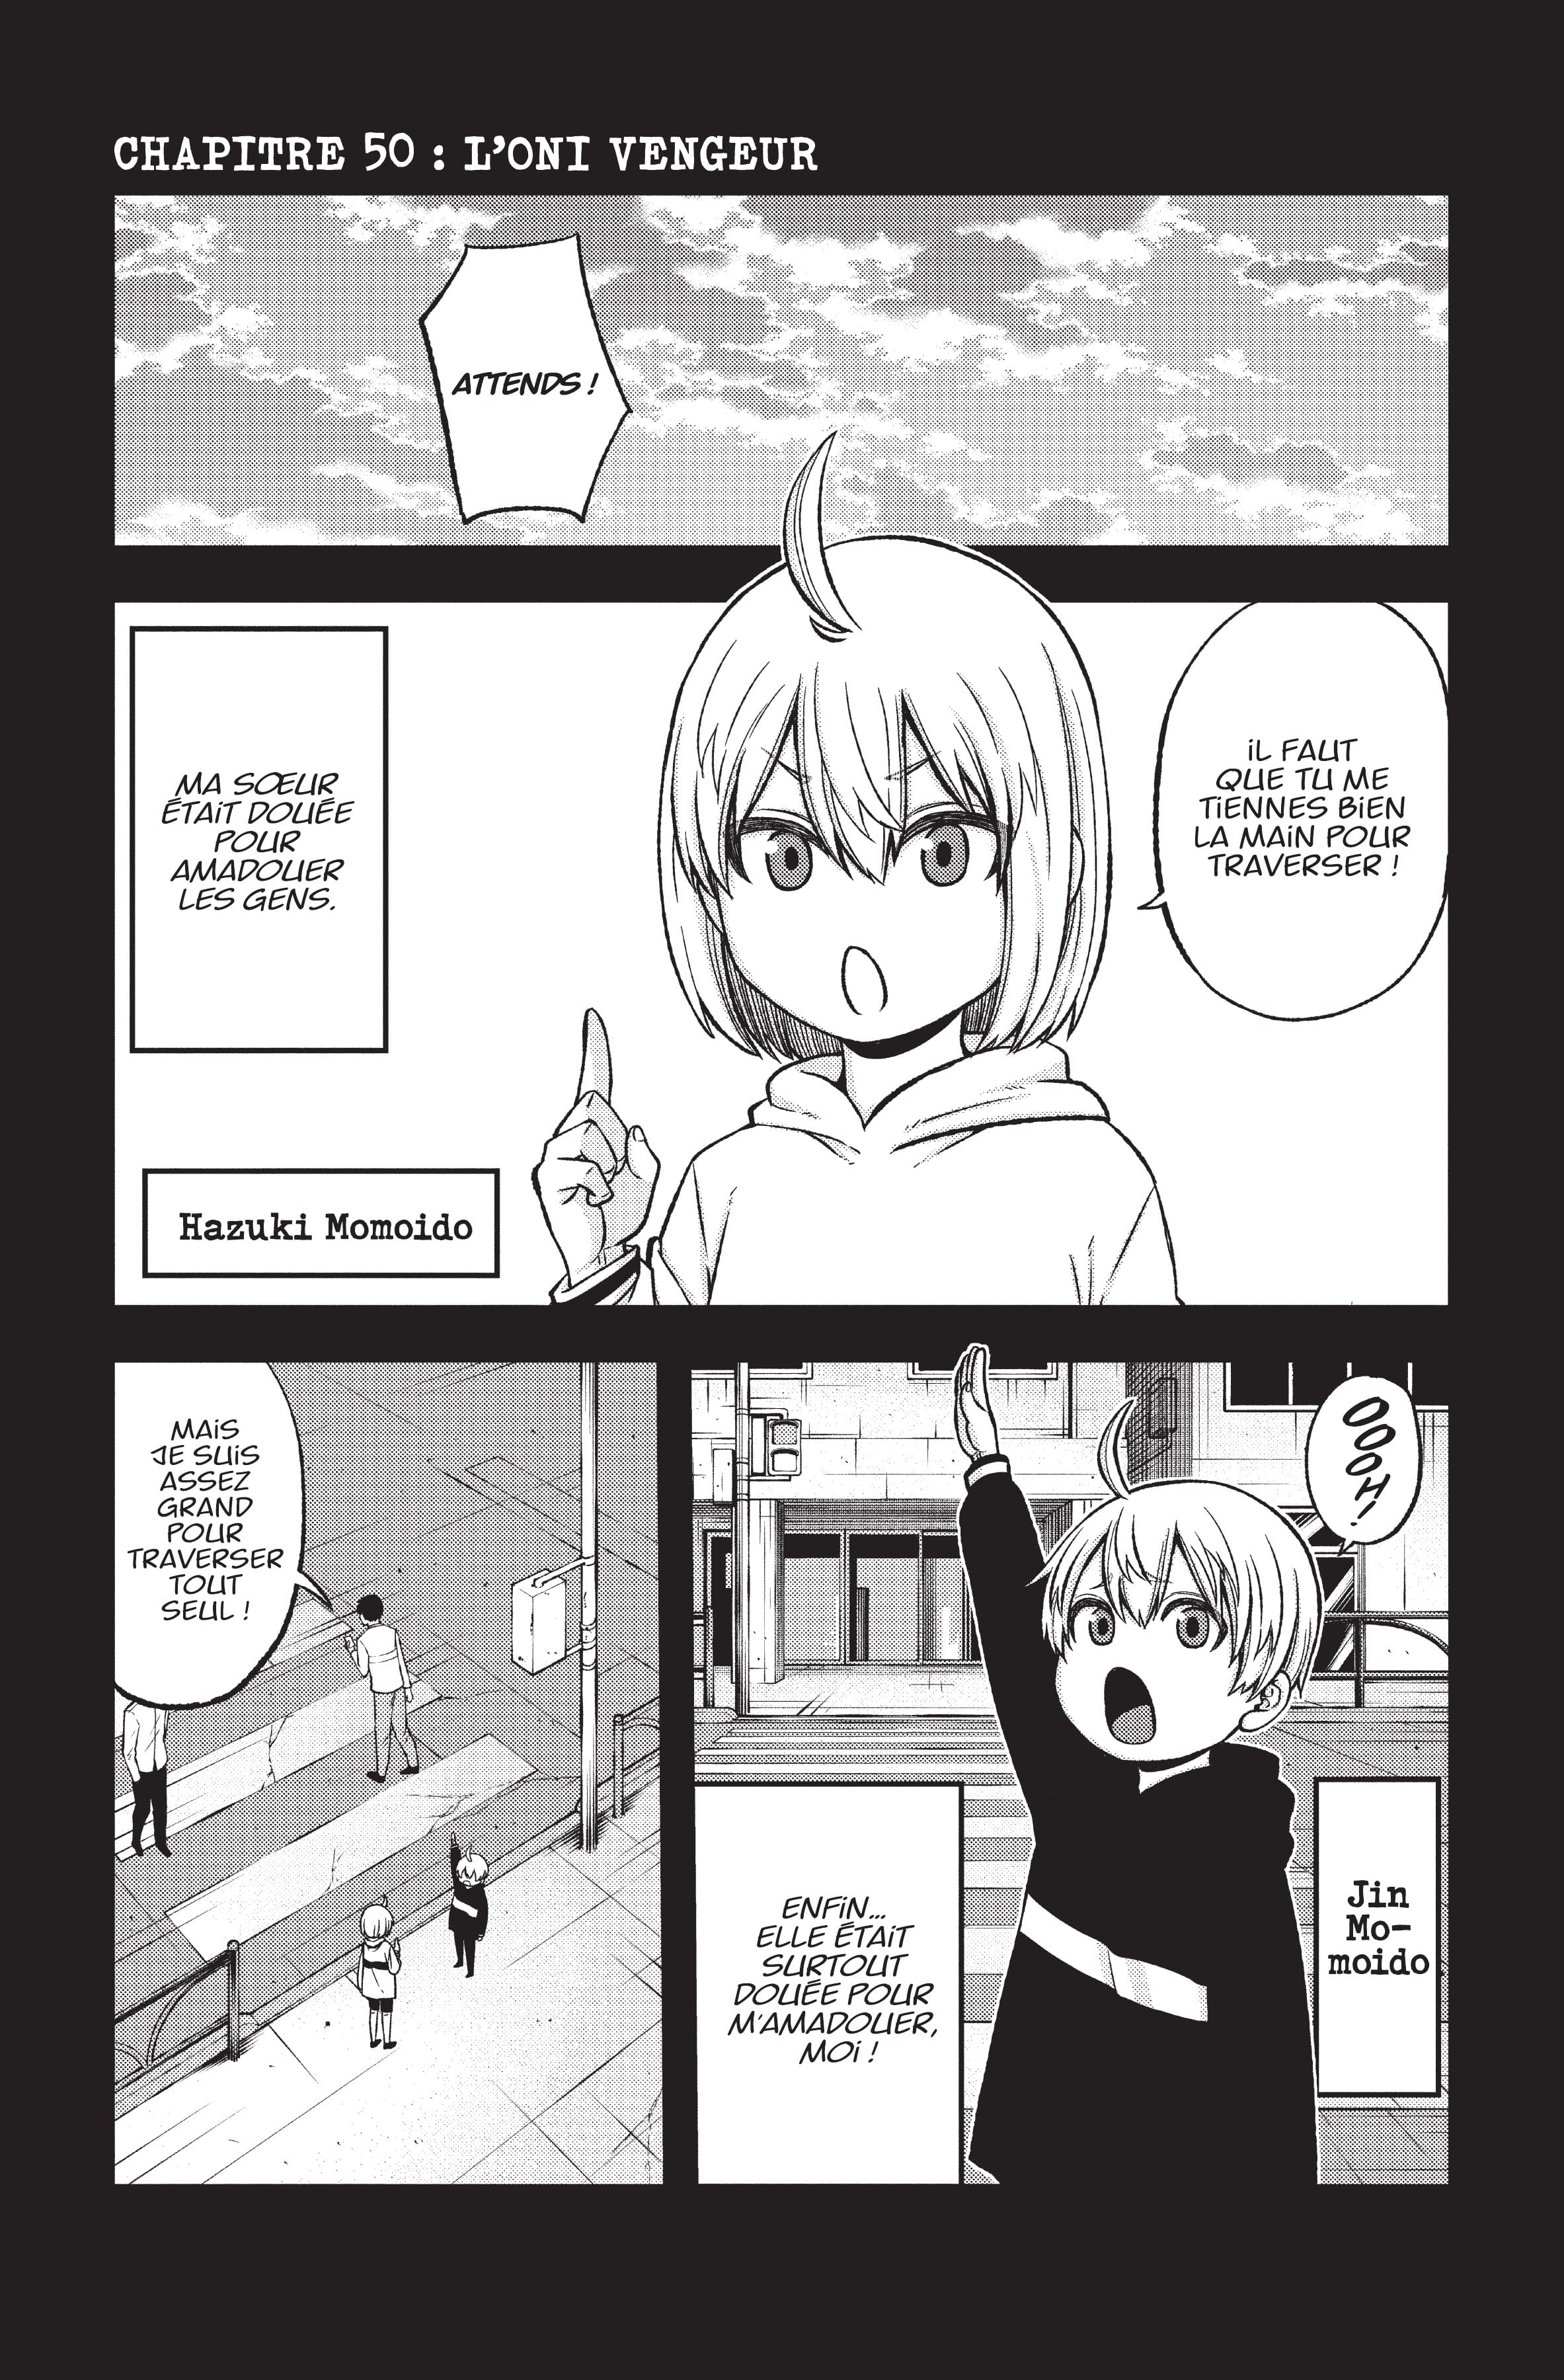 CHAPITRE 50 : L'ONI VENGEUR
ATTENDS !
IL FAUT
QUE TU ME
TIENNES BIEN
LA MAIN POUR
TRAVERSER !
MA SŒUR
ÉTAIT DOUÉE
POUR
AMADOUER
LES GENS.
Hazuki Momoido
OOOH !
Jin
Mo-
moido
ENFIN...
ELLE ÉTAIT
SURTOUT
DOUÉE POUR
M'AMADOUER,
MOI !
MAIS
JE SUIS
ASSEZ
GRAND
POUR
TRAVERSER
TOUT
SEUL !